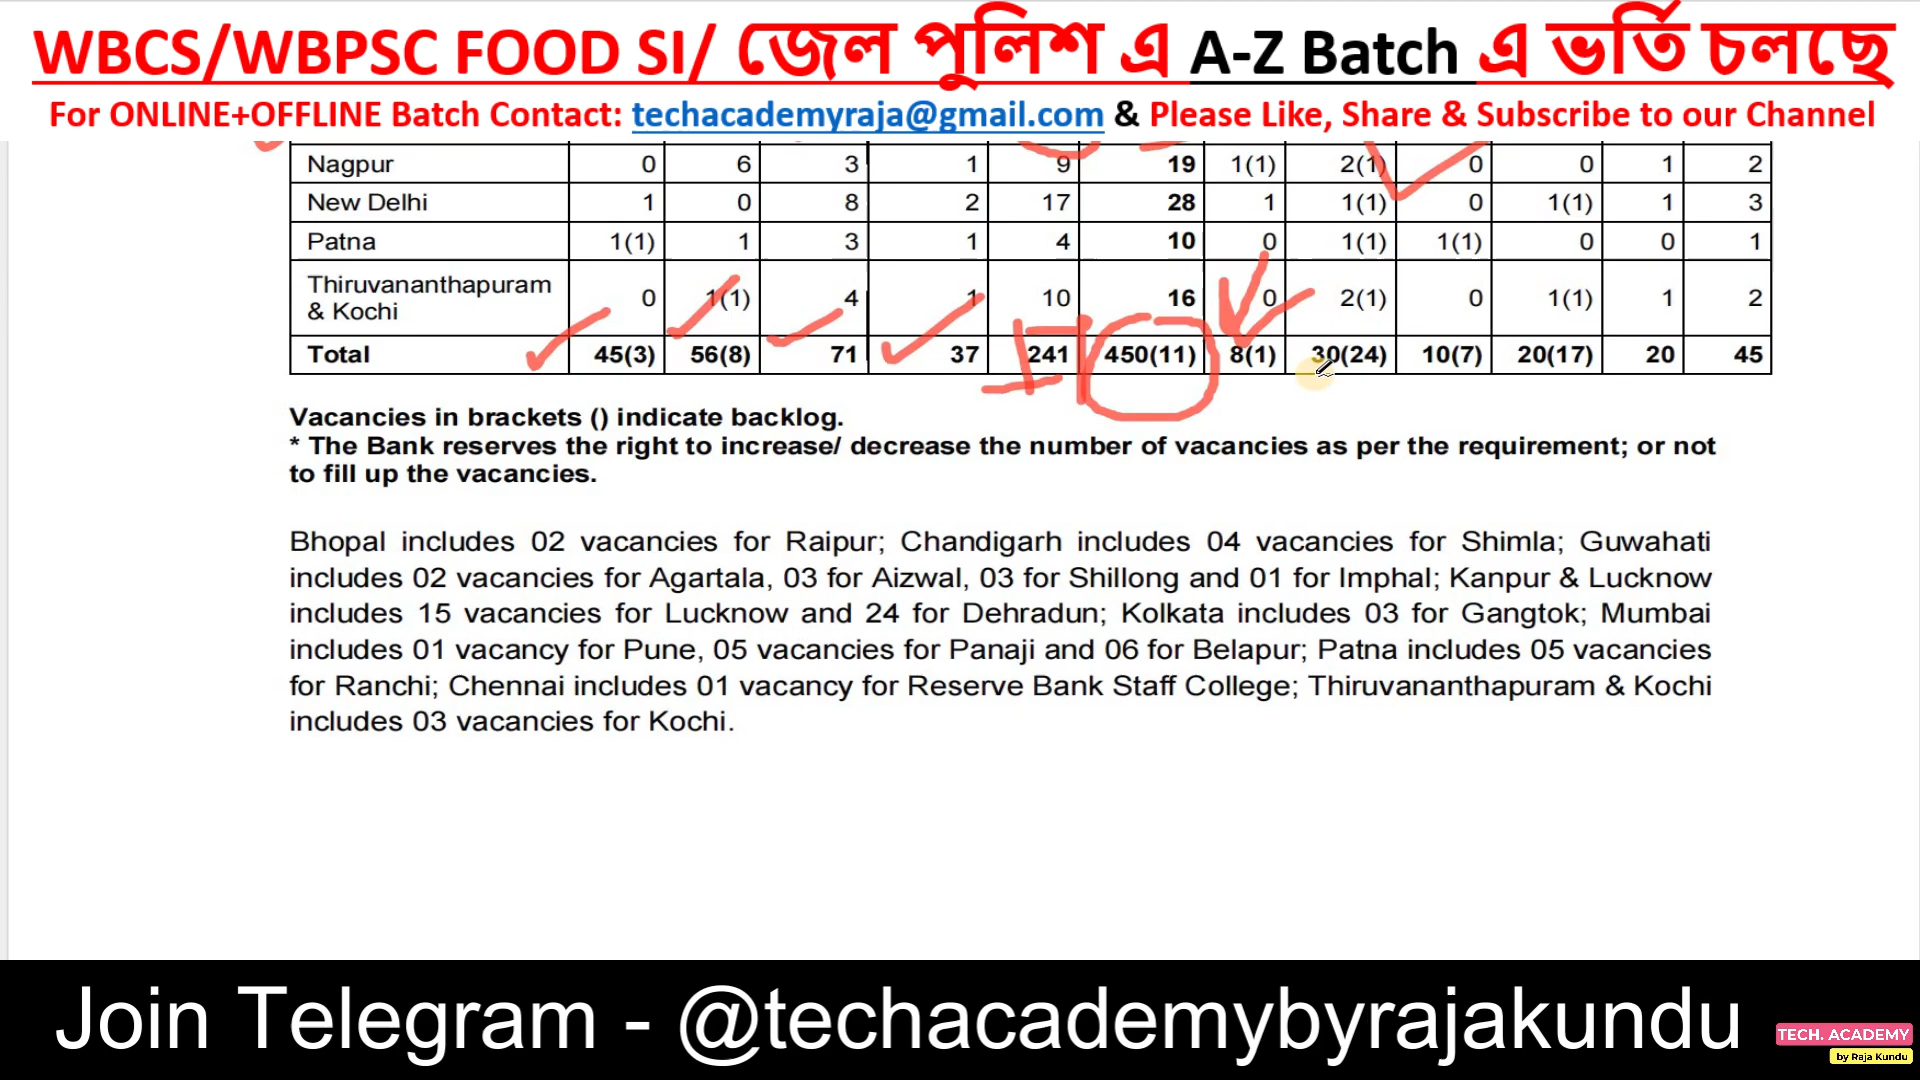 WBCS/WBPSC FOOD SI/ জেল পুলিশ এ A-Z Batch এ ভর্তি চলছে
For ONLINE+OFFLINE Batch Contact: techacademyraja@gmail.com & Please Like, Share & Subscribe to our Channel
Nagpur 0 6 3 1 9 19 1(1) 2(1) 0 0 1 2
New Delhi 1 0 8 2 17 28 1 1(1) 0 1(1) 1 3
Patna 1(1) 1 3 1 4 10 0 1(1) 1(1) 0 0 1
Thiruvananthapuram
& Kochi 0 1(1) 4 1 10 16 0 2(1) 0 1(1) 1 2
Total 45(3) 56(8) 71 37 241 450(11) 8(1) 30(24) 10(7) 20(17) 20 45
Vacancies in brackets () indicate backlog.
* The Bank reserves the right to increase/ decrease the number of vacancies as per the requirement; or not
to fill up the vacancies.
Bhopal includes 02 vacancies for Raipur; Chandigarh includes 04 vacancies for Shimla; Guwahati
includes 02 vacancies for Agartala, 03 for Aizwal, 03 for Shillong and 01 for Imphal; Kanpur & Lucknow
includes 15 vacancies for Lucknow and 24 for Dehradun; Kolkata includes 03 for Gangtok; Mumbai
includes 01 vacancy for Pune, 05 vacancies for Panaji and 06 for Belapur; Patna includes 05 vacancies
for Ranchi; Chennai includes 01 vacancy for Reserve Bank Staff College; Thiruvananthapuram & Kochi
includes 03 vacancies for Kochi.
Join Telegram - @techacademybyrajakundu
TECH. ACADEMY
by Raja Kundu